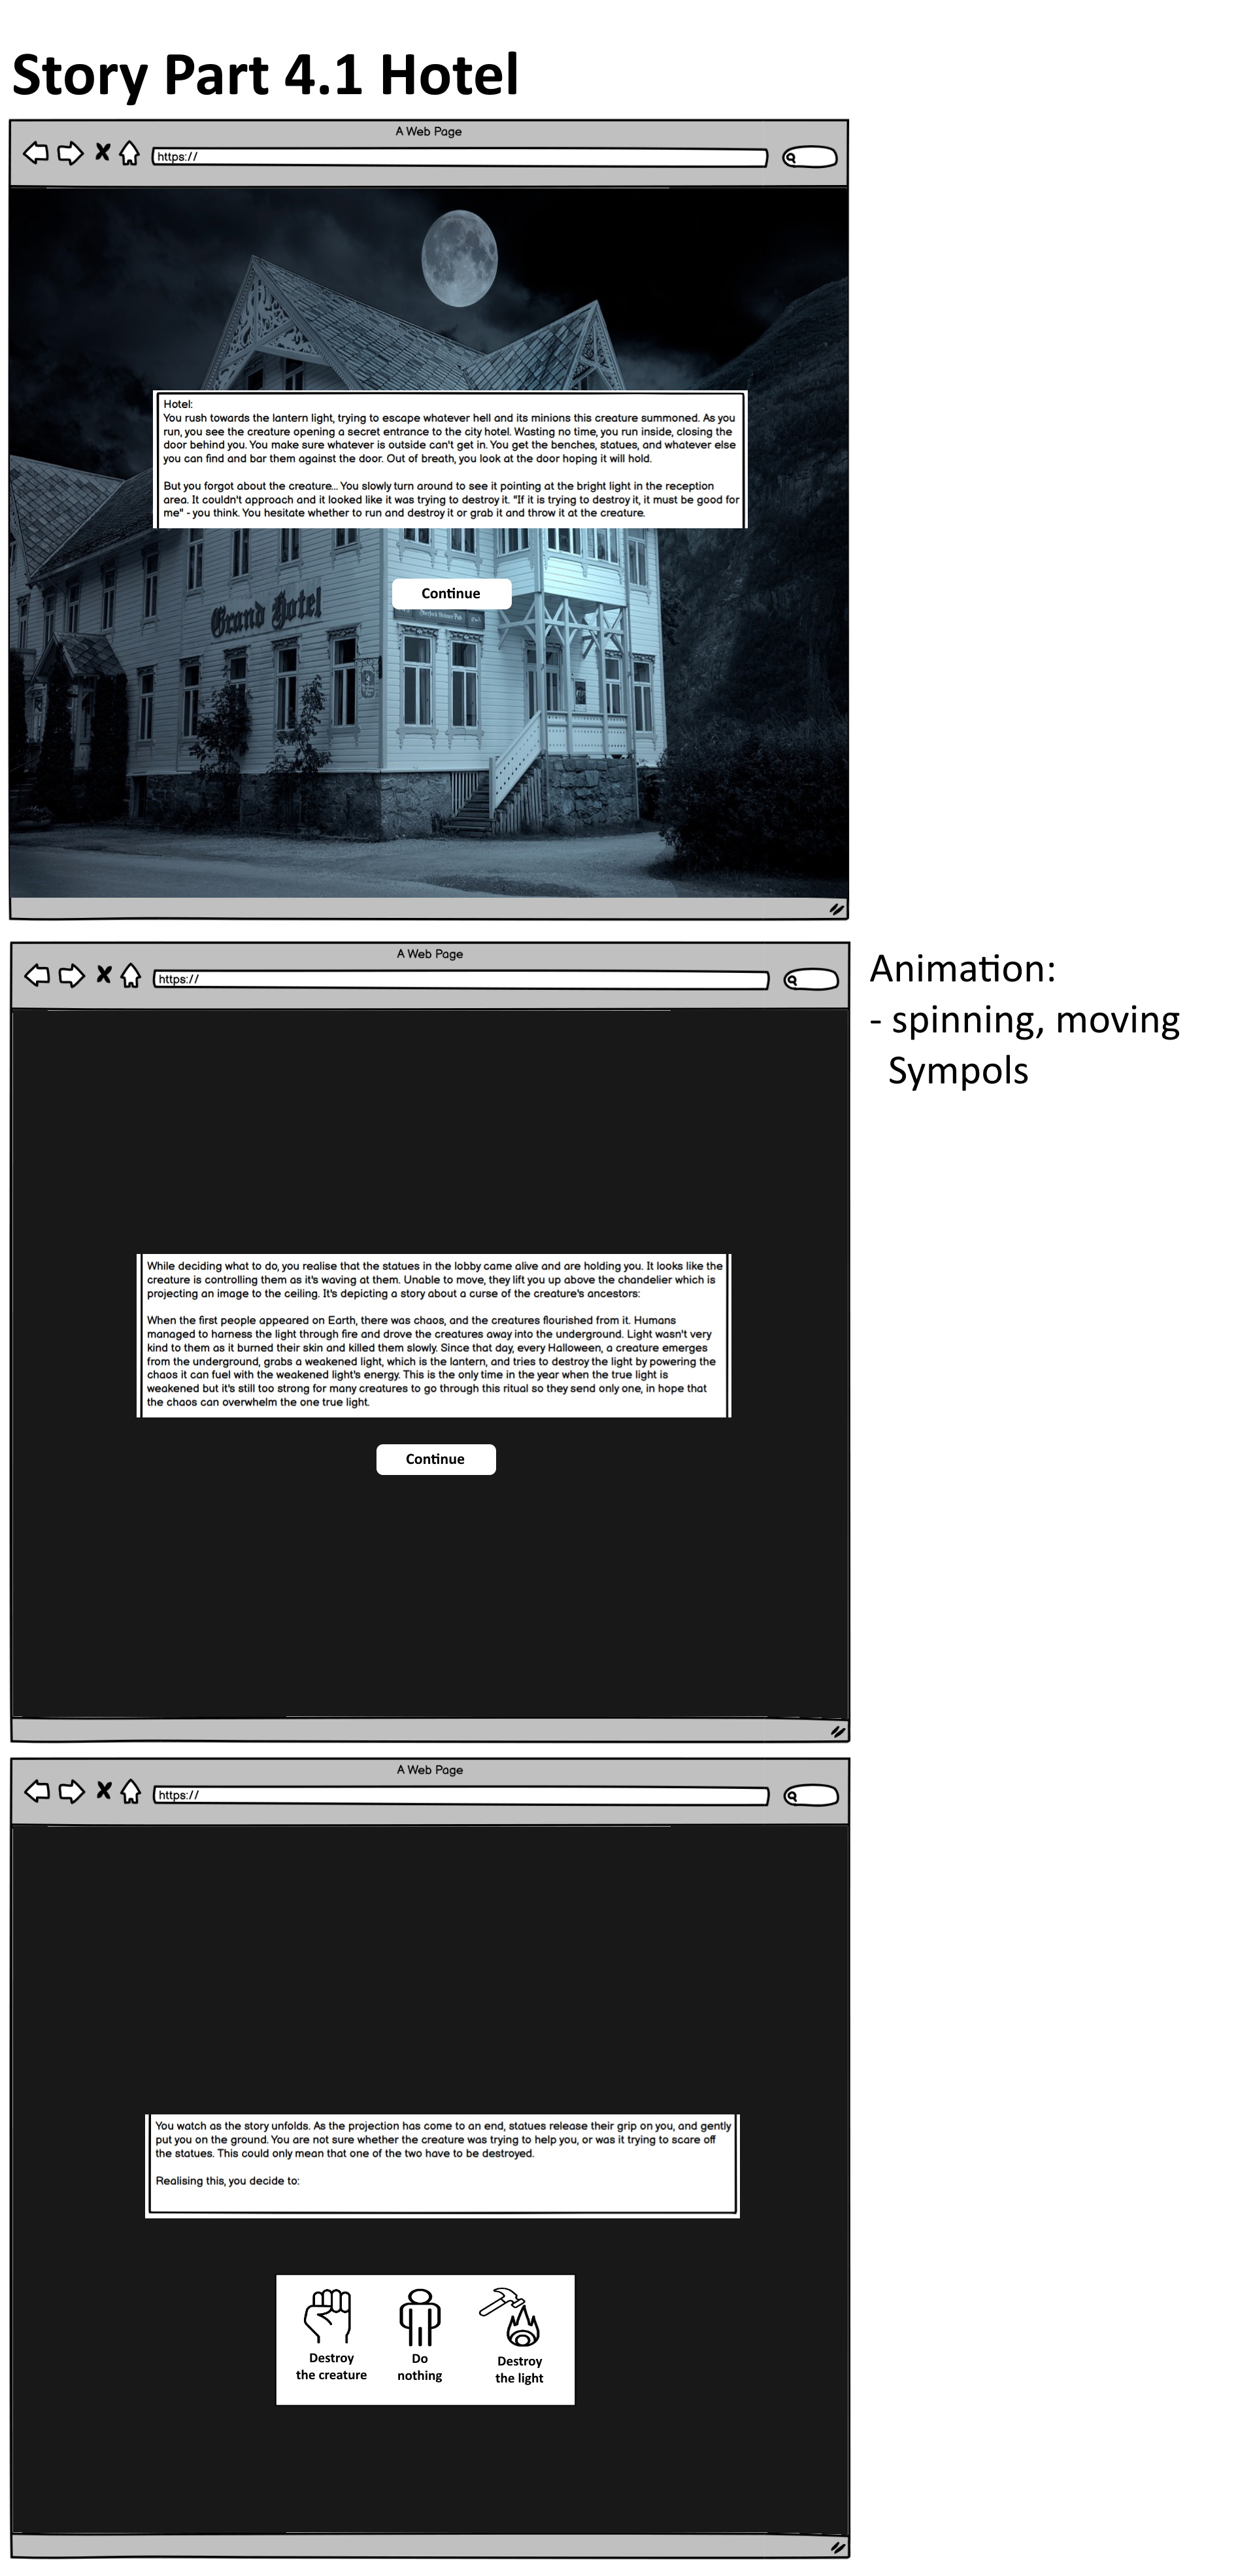 Story Part 4.1 Hotel
A Web Page
https://
Hotel:
You rush towards the lantern light, trying to escape whatever hell and its minions this creature summoned. As you
run, you see the creature opening a secret entrance to the city hotel. Wasting no time, you run inside, closing the
door behind you. You make sure whatever is outside can't get in. You get the benches, statues, and whatever else
you can find and bar them against the door. Out of breath, you look at the door hoping it will hold.
But you forgot about the creature... You slowly turn around to see it pointing at the bright light in the reception
area. It couldn't approach and it looked like it was trying to destroy it. "If it is trying to destroy it, it must be good for
me" - you think. You hesitate whether to run and destroy it or grab it and throw it at the creature.
Continue
Grand Hotel
A Web Page
https://
Animation:
- spinning, moving
Sympols
While deciding what to do, you realise that the statues in the lobby came alive and are holding you. It looks like the
creature is controlling them as it's waving at them. Unable to move, they lift you up above the chandelier which is
projecting an image to the ceiling. It's depicting a story about a curse of the creature's ancestors:
When the first people appeared on Earth, there was chaos, and the creatures flourished from it. Humans
managed to harness the light through fire and drove the creatures away into the underground. Light wasn't very
kind to them as it burned their skin and killed them slowly. Since that day, every Halloween, a creature emerges
from the underground, grabs a weakened light, which is the lantern, and tries to destroy the light by powering the
chaos it can fuel with the weakened light's energy. This is the only time in the year when the true light is
weakened but it's still too strong for many creatures to go through this ritual so they send only one, in hope that
the chaos can overwhelm the one true light.
Continue
A Web Page
https://
You watch as the story unfolds. As the projection has come to an end, statues release their grip on you, and gently
put you on the ground. You are not sure whether the creature was trying to help you, or was it trying to scare off
the statues. This could only mean that one of the two have to be destroyed.
Realising this, you decide to:
Destroy
the creature
Do
nothing
Destroy
the light